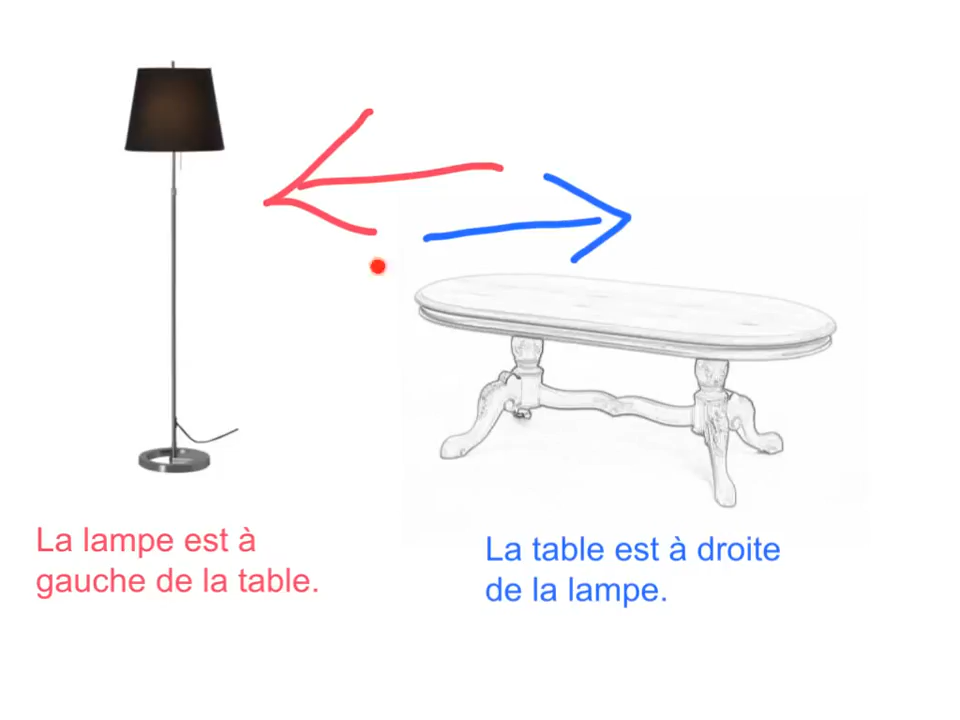 La lampe est à
gauche de la table.
La table est à droite
de la lampe.